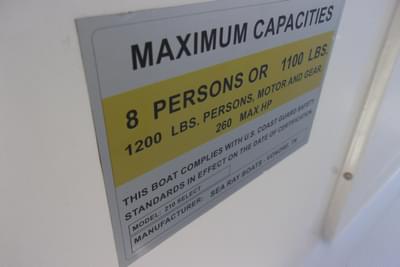 MAXIMUM CAPACITIES
8 PERSONS OR 1100 LBS.
1200 LBS. PERSONS, MOTOR AND GEAR.
260 MAX HP
THIS BOAT COMPLIES WITH U.S. COAST GUARD SAFETY
STANDARDS IN EFFECT ON THE DATE OF CERTIFICATION.
MODEL: 210 SELECT
MANUFACTURER: SEA RAY BOATS - VONORE, TN